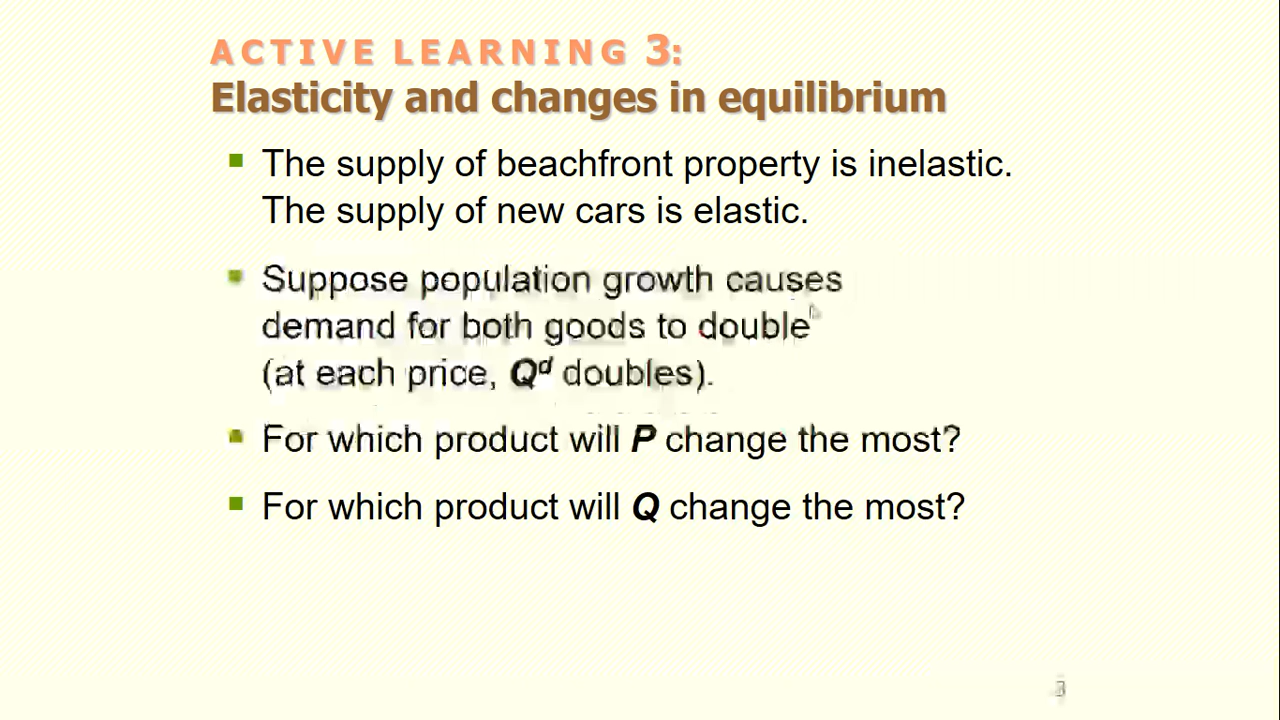 ACTIVE LEARNING 3:
Elasticity and changes in equilibrium
The supply of beachfront property is inelastic.
The supply of new cars is elastic.
Suppose population growth causes
demand for both goods to double
(at each price, Qd doubles).
For which product will P change the most?
For which product will Q change the most?